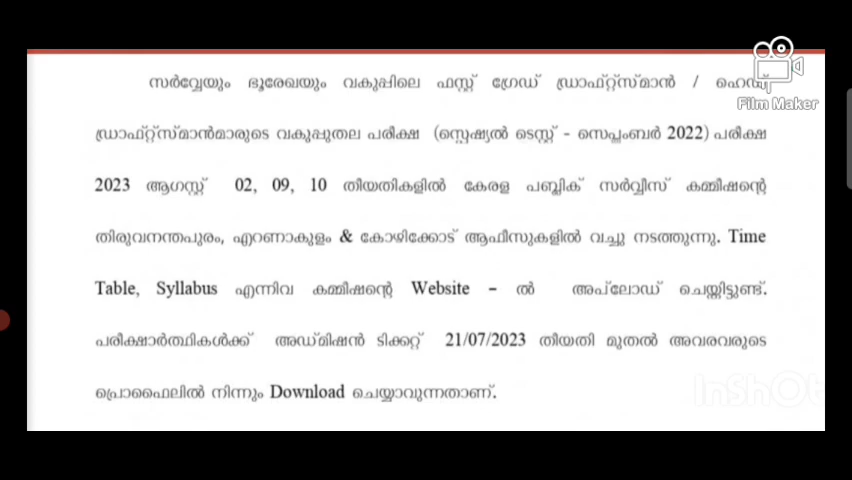 സർവ്വേയും ഭൂരേഖയും വകുപ്പിലെ ഫസ്റ്റ് ഗ്രേഡ് ഡ്രാഫ്റ്റ്സ്മാൻ / ഹെഡ്
Film Maker
ഡ്രാഫ്റ്റ്സ്മാൻമാരുടെ വകുപ്പുതല പരീക്ഷ (സ്പെഷ്യൽ ടെസ്റ്റ് - സെപ്തംബർ 2022) പരീക്ഷ
2023 ആഗസ്റ്റ് 02, 09, 10 തീയതികളിൽ കേരള പബ്ലിക് സർവ്വീസ് കമ്മീഷന്റെ
തിരുവനന്തപുരം, എറണാകുളം & കോഴിക്കോട് ആഫീസുകളിൽ വച്ചു നടത്തുന്നു. Time
Table, Syllabus എന്നിവ കമ്മീഷന്റെ Website – ൽ അപ്‌ലോഡ് ചെയ്തിട്ടുണ്ട്.
പരീക്ഷാർത്ഥികൾക്ക് അഡ്മിഷൻ ടിക്കറ്റ് 21/07/2023 തീയതി മുതൽ അവരവരുടെ
പ്രൊഫൈലിൽ നിന്നും Download ചെയ്യാവുന്നതാണ്.
InShOt